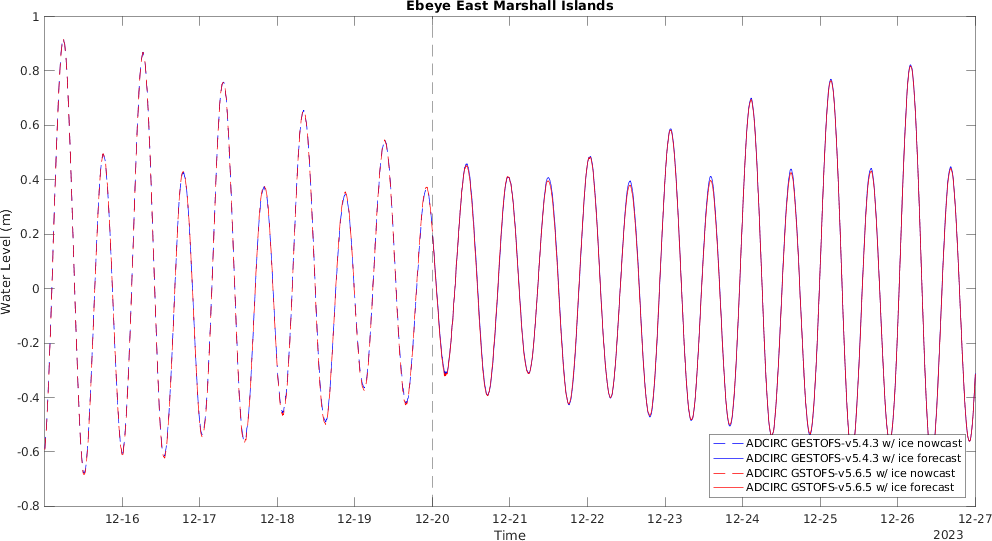 Ebeye East Marshall Islands
1
0.8
0.6
0.4
0.2
0
-0.2
-0.4
-0.6
-0.8
Water Level (m)
12-16 12-17 12-18 12-19 12-20 12-21 12-22 12-23 12-24 12-25 12-26 12-27
Time
2023
ADCIRC GESTOFS-v5.4.3 w/ ice nowcast
ADCIRC GESTOFS-v5.4.3 w/ ice forecast
ADCIRC GSTOFS-v5.6.5 w/ ice nowcast
ADCIRC GSTOFS-v5.6.5 w/ ice forecast